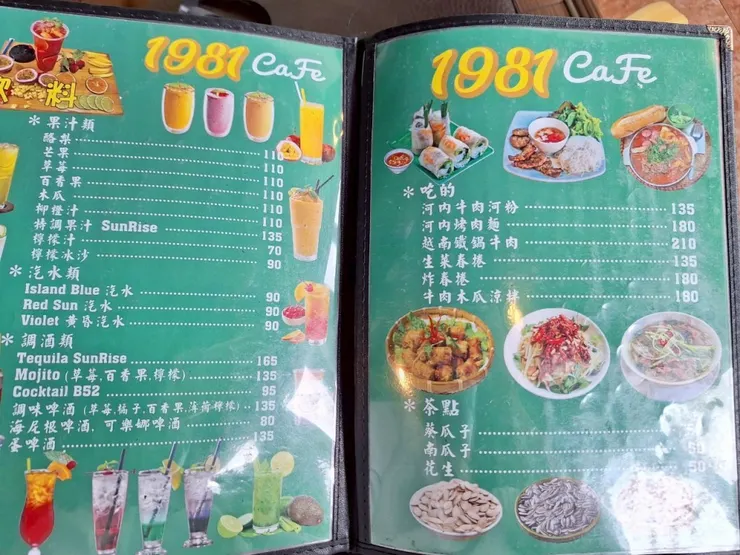 飲料
1981 CaFe
＊果汁類
酪梨 110
芒果 110
草莓 110
百香果 110
木瓜 110
柳橙汁 110
特調果汁 SunRise 135
檸檬汁 70
檸檬冰沙 90
＊汽水類
Island Blue 汽水 90
Red Sun 汽水 90
Violet 黃昏汽水 90
＊調酒類
Tequila SunRise 165
Mojito (草莓,百香果,檸檬) 135
Cocktail B52 95
調味啤酒 (草莓,橘子,百香果,薄荷檸檬) 135
海尼根啤酒, 可樂娜啤酒 80
蛋啤酒 135
1981 CaFe
＊吃的
河內牛肉河粉 135
河內烤肉麵 180
越南鐵鍋牛肉 210
生菜春捲 135
炸春捲 180
牛肉木瓜涼拌 180
＊茶點
葵瓜子
南瓜子 50
花生 50